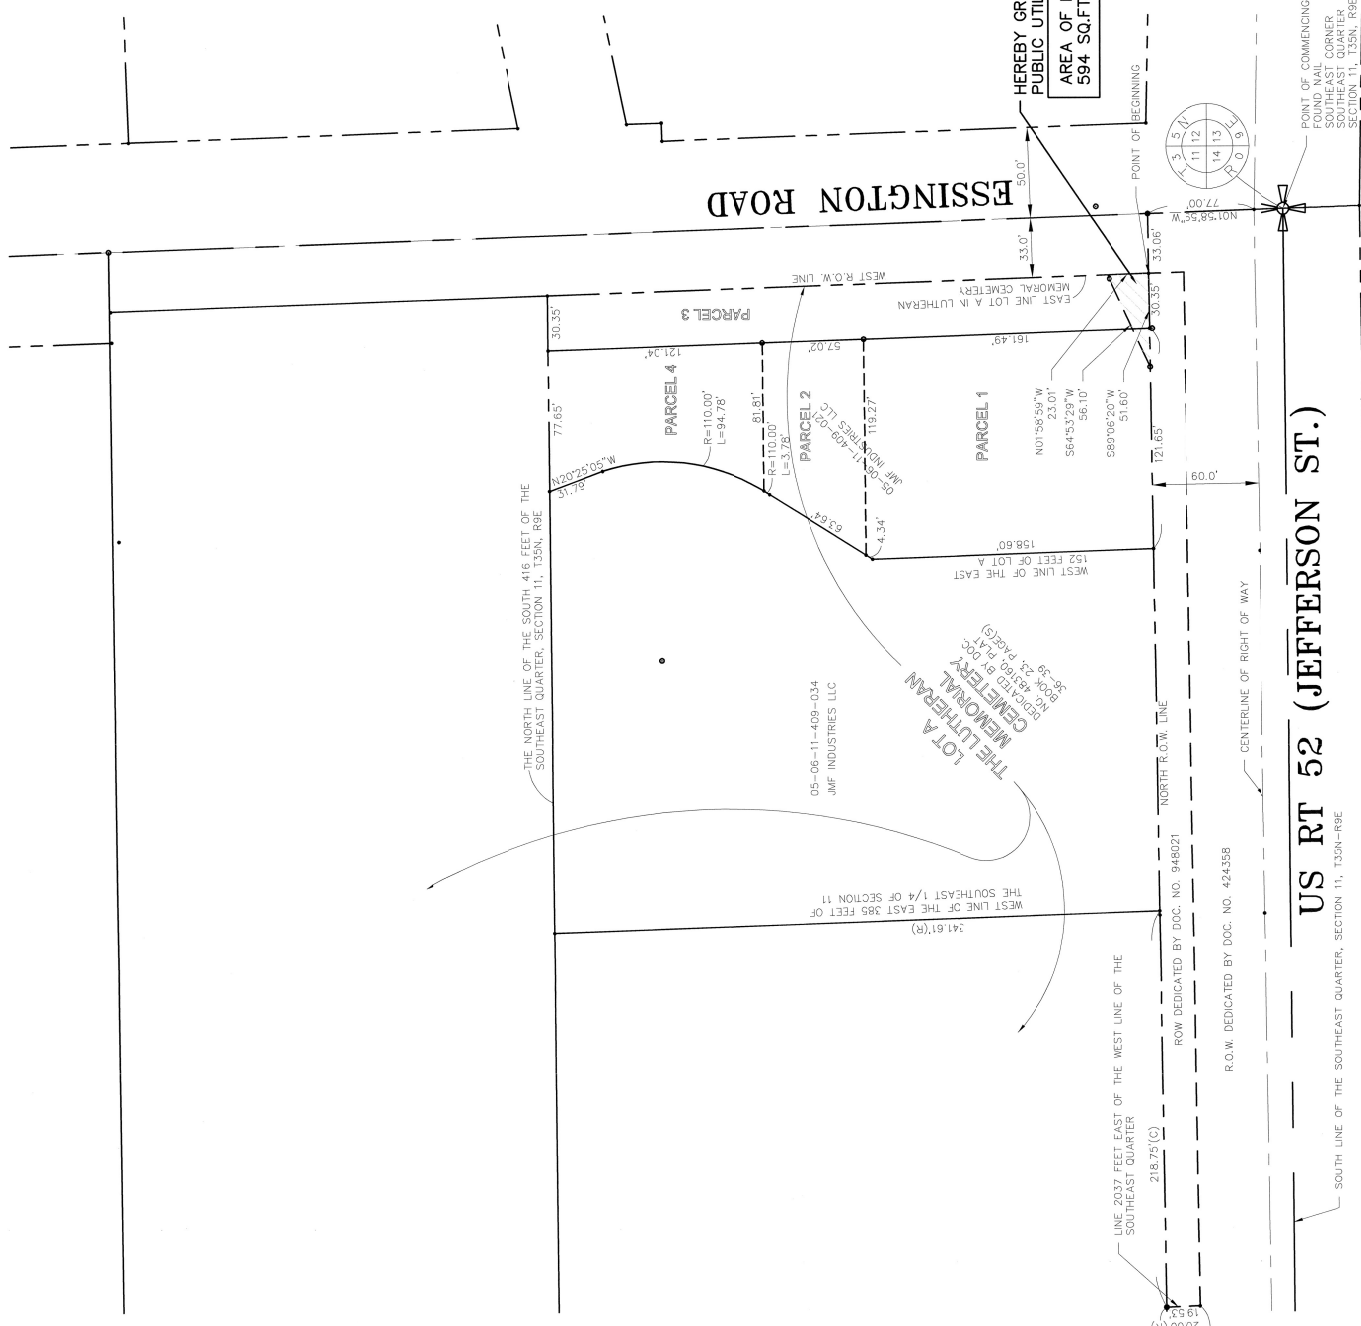 HEREBY GR
PUBLIC UTIL
AREA OF
594 SQ.FT
ESSINGTON ROAD
50.0'
33.0'
POINT OF BEGINNING
T 3 5 N
R 0 9 E
11 12
14 13
POINT OF COMMENCING
FOUND NAIL
SOUTHEAST CORNER
SOUTHEAST QUARTER
SECTION 11, T35N, R9E
77.00'
33.06'
30.35'
WEST R.O.W. LINE
EAST LINE LOT A IN LUTHERAN
MEMORAL CEMETERY
PARCEL 3
30.35'
57.02'
161.49'
77.65'
PARCEL 4
R=110.00'
L=94.78'
81.81'
R=110.00'
L=3.78'
PARCEL 2
05-06-11-409-021
JMF INDUSTRIES LLC
119.27'
PARCEL 1
N01°58'59"W
23.01'
S64°53'29"W
56.10'
S89°06'20"W
51.60'
121.65'
60.0'
N20°25'05"W
31.79'
63.64'
4.34'
158.60'
WEST LINE OF THE EAST
152 FEET OF LOT A
THE NORTH LINE OF THE SOUTH 416 FEET OF THE
SOUTHEAST QUARTER, SECTION 11, T35N, R9E
LOT A
THE LUTHERAN
MEMORIAL
CEMETERY
DEDICATED BY DOC.
NO. 483160, PLAT
BOOK 23, PAGE(S)
36-39
05-06-11-409-034
JMF INDUSTRIES LLC
NORTH R.O.W. LINE
CENTERLINE OF RIGHT OF WAY
US RT 52 (JEFFERSON ST.)
WEST LINE OF THE EAST 385 FEET OF
THE SOUTHEAST 1/4 OF SECTION 11
ROW DEDICATED BY DOC. NO. 948021
R.O.W. DEDICATED BY DOC. NO. 424358
SOUTH LINE OF THE SOUTHEAST QUARTER, SECTION 11, T35N-R9E
LINE 2037 FEET EAST OF THE WEST LINE OF THE
SOUTHEAST QUARTER
218.75'(C)
19.53'